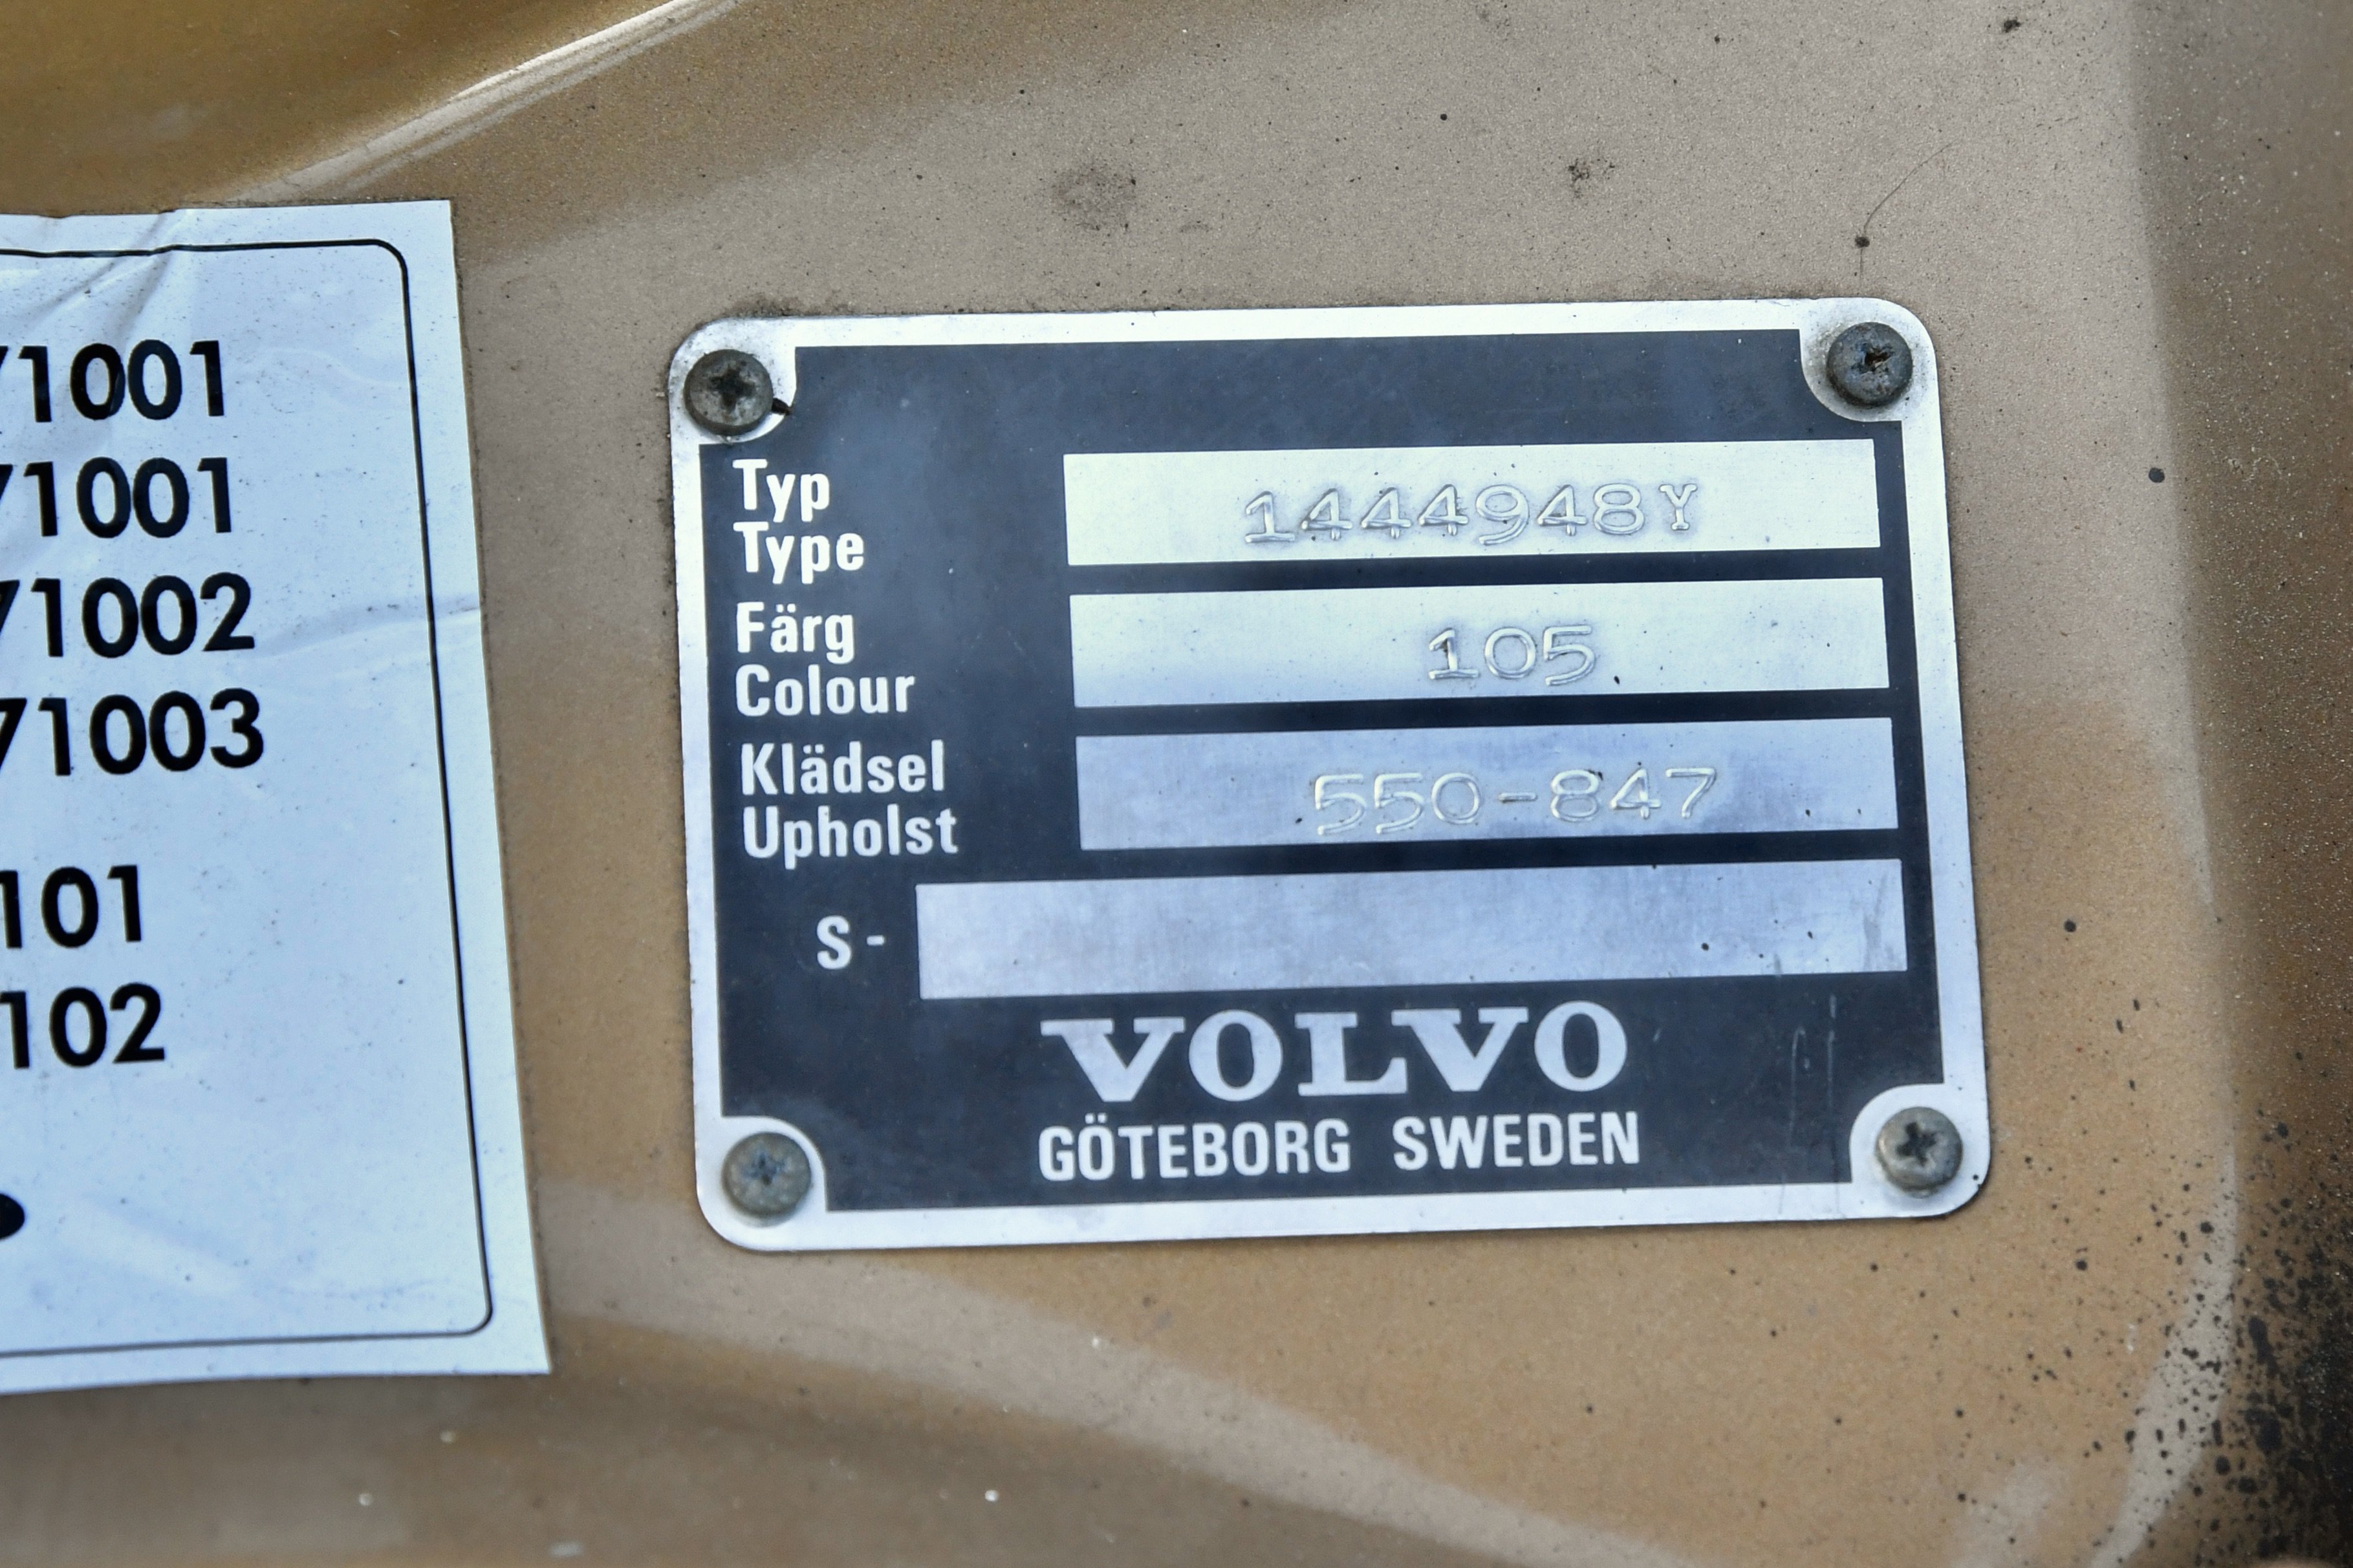 71001
71001
71002
71003
101
102
Typ
Type
1444948Y
Färg
Colour
105
Klädsel
Upholst
550-847
S-
VOLVO
GÖTEBORG SWEDEN